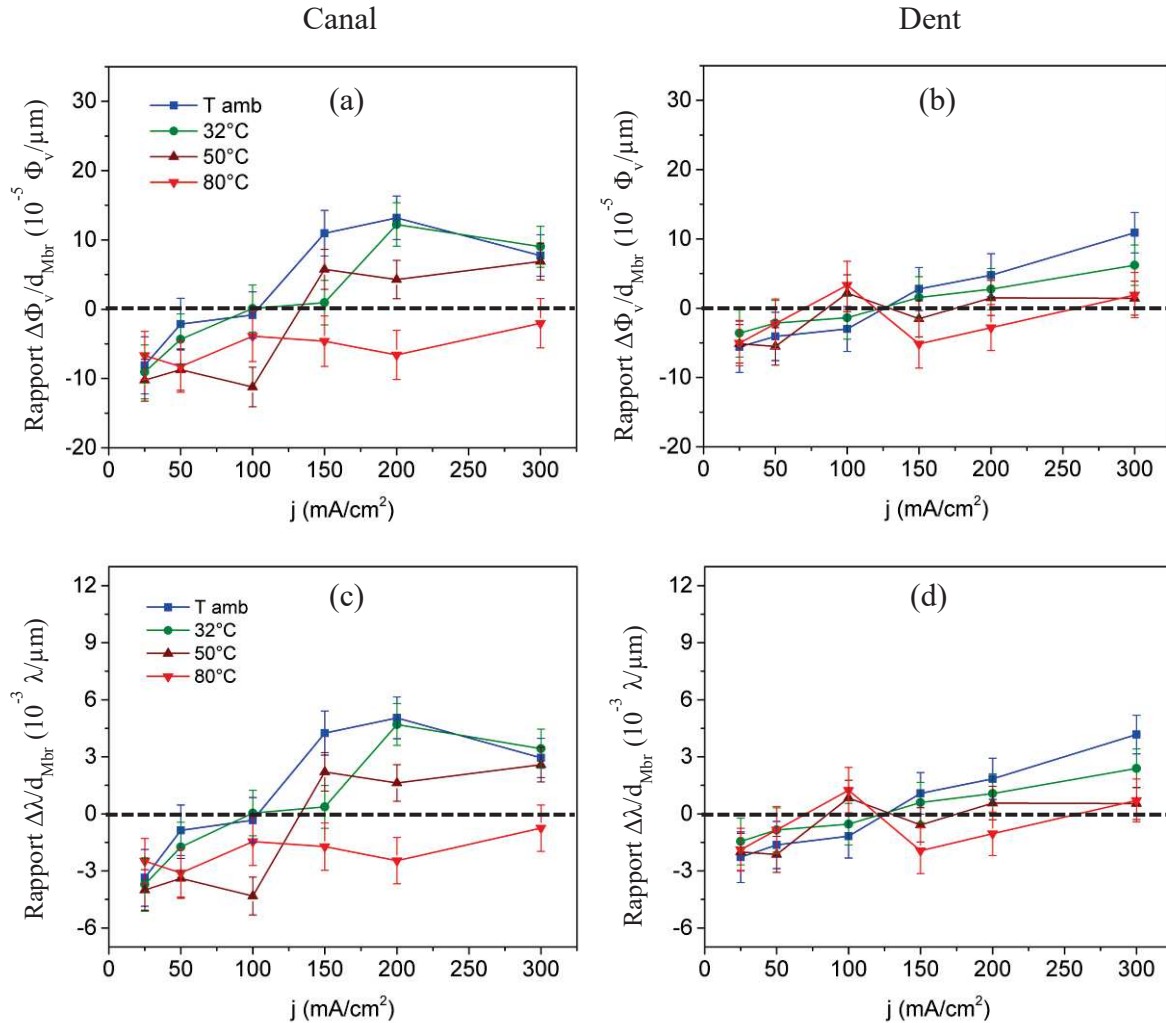 Canal
Dent
Rapport ΔΦᵥ/d_Mbr (10⁻⁵ Φᵥ/µm)
30
20
10
0
-10
-20
(a)
T amb
32°C
50°C
80°C
0 50 100 150 200 250 300
j (mA/cm²)
Rapport ΔΦᵥ/d_Mbr (10⁻⁵ Φᵥ/µm)
30
20
10
0
-10
-20
(b)
0 50 100 150 200 250 300
j (mA/cm²)
Rapport Δλ/d_Mbr (10⁻³ λ/µm)
12
9
6
3
0
-3
-6
(c)
T amb
32°C
50°C
80°C
0 50 100 150 200 250 300
j (mA/cm²)
Rapport Δλ/d_Mbr (10⁻³ λ/µm)
12
9
6
3
0
-3
-6
(d)
0 50 100 150 200 250 300
j (mA/cm²)